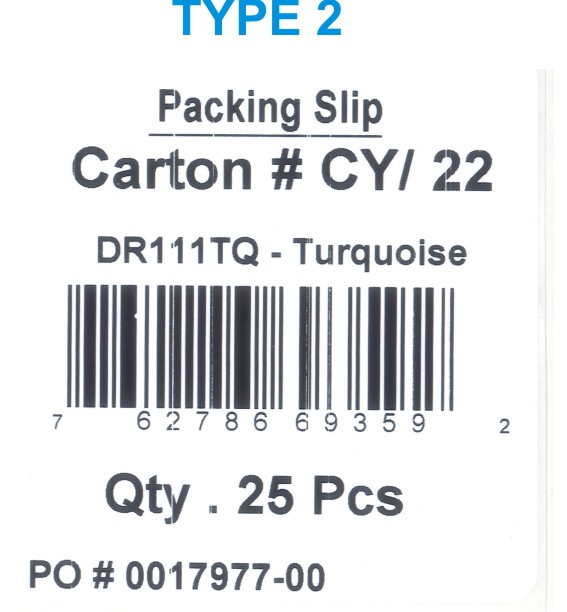 TYPE 2
Packing Slip
Carton # CY/ 22
DR111TQ - Turquoise
7 62786 69359 2
Qty . 25 Pcs
PO # 0017977-00